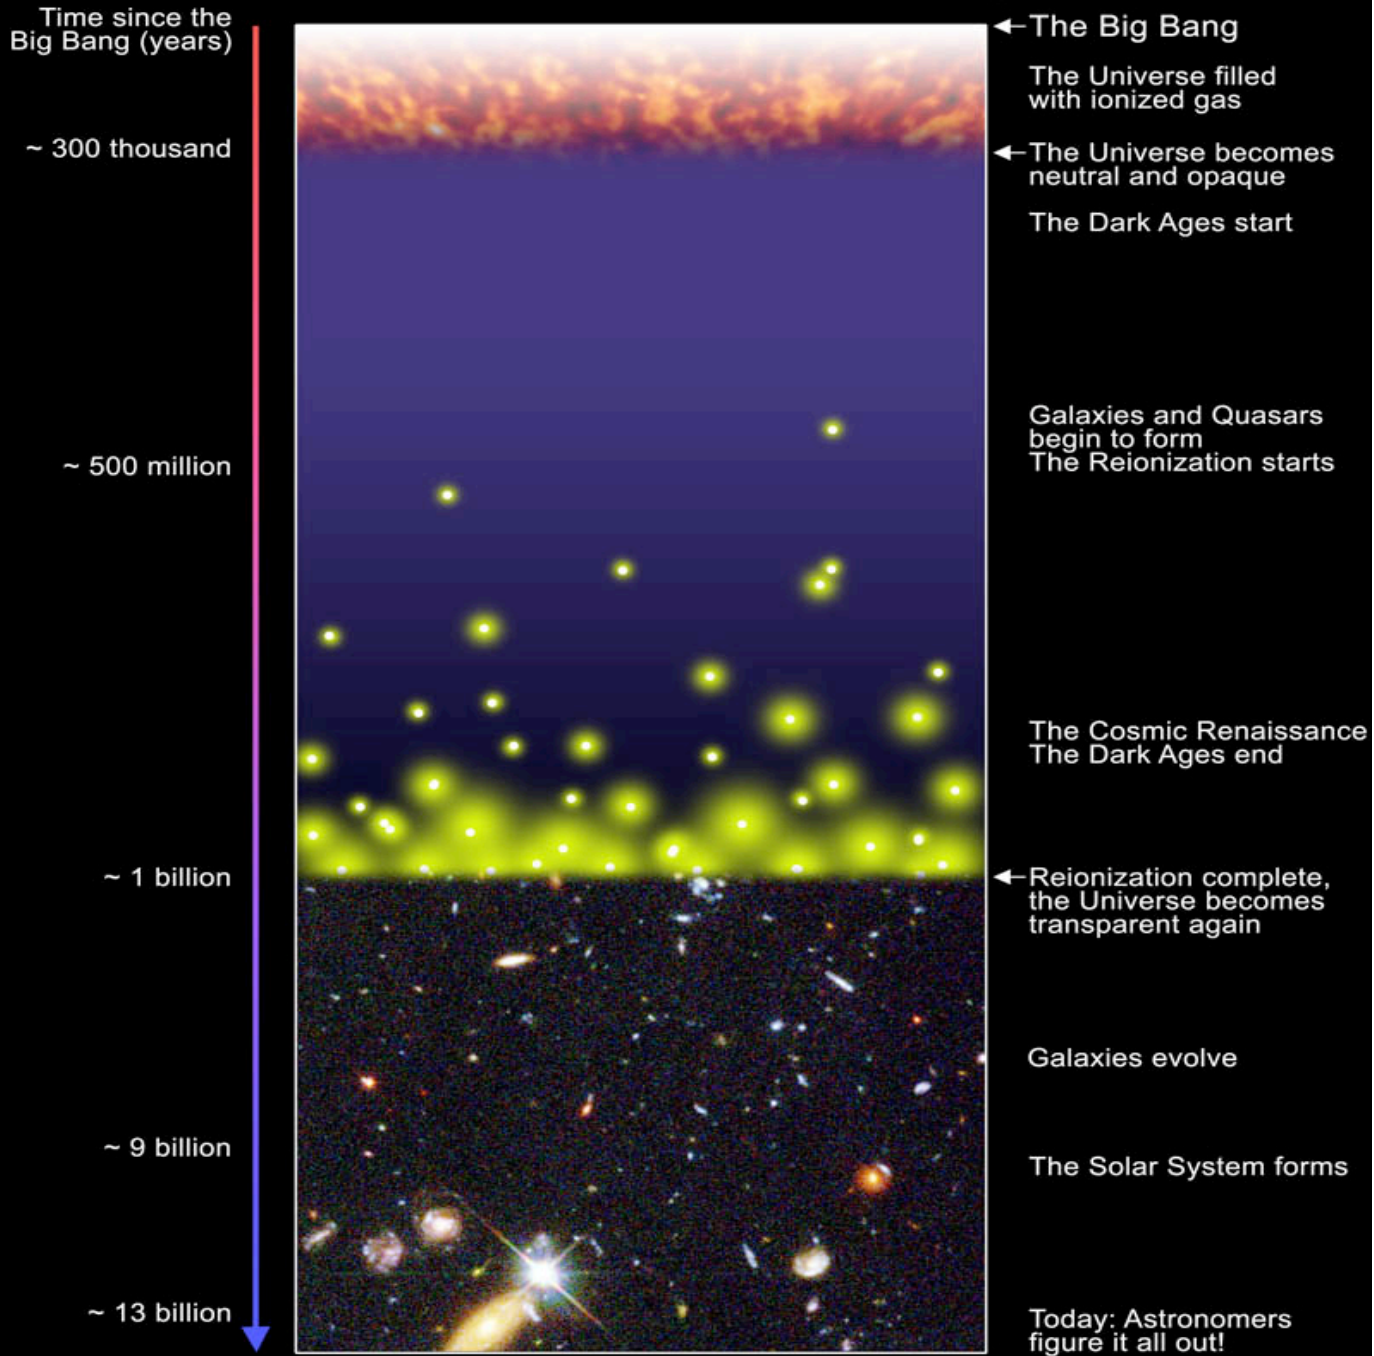 Time since the
Big Bang (years)
The Big Bang
The Universe filled
with ionized gas
~ 300 thousand
The Universe becomes
neutral and opaque
The Dark Ages start
Galaxies and Quasars
begin to form
~ 500 million
The Reionization starts
The Cosmic Renaissance
The Dark Ages end
~ 1 billion
Reionization complete,
the Universe becomes
transparent again
Galaxies evolve
~ 9 billion
The Solar System forms
~ 13 billion
Today: Astronomers
figure it all out!